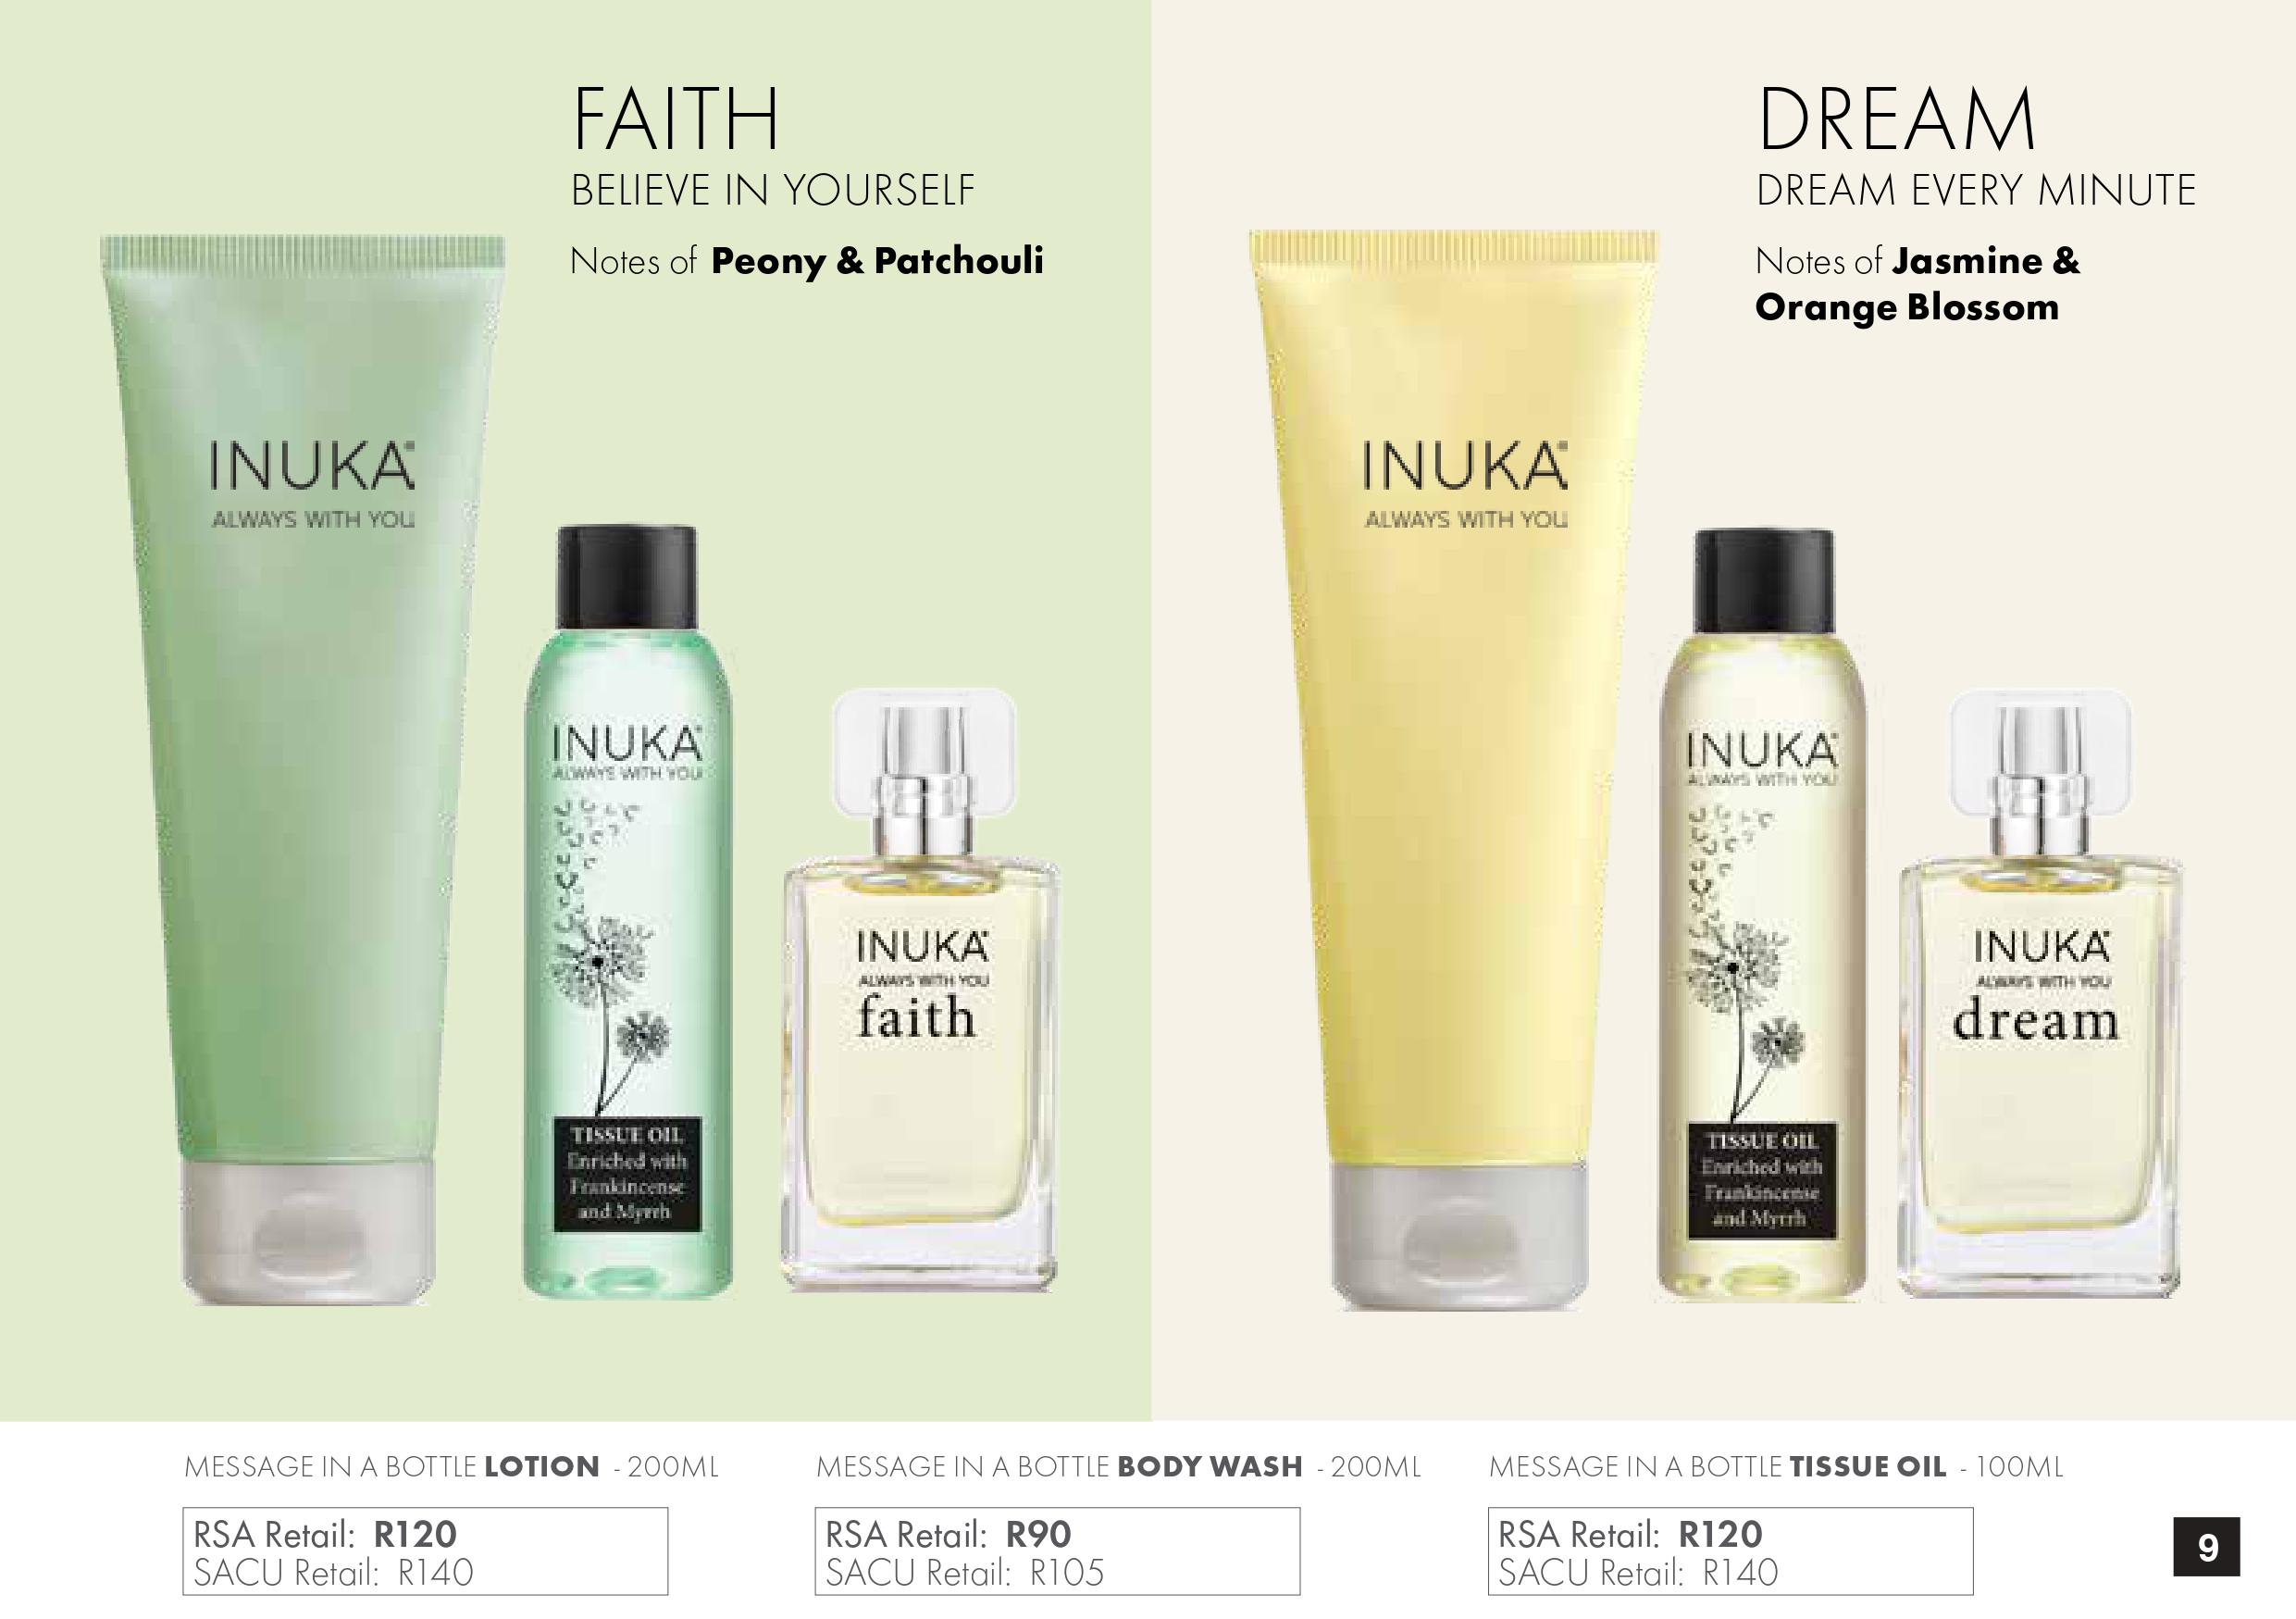 FAITH
BELIEVE IN YOURSELF
Notes of Peony & Patchouli
INUKA®
ALWAYS WITH YOU
INUKA®
ALWAYS WITH YOU
TISSUE OIL
Enriched with
Frankincense
and Myrrh
INUKA®
ALWAYS WITH YOU
faith
DREAM
DREAM EVERY MINUTE
Notes of Jasmine &
Orange Blossom
INUKA®
ALWAYS WITH YOU
INUKA®
ALWAYS WITH YOU
TISSUE OIL
Enriched with
Frankincense
and Myrrh
INUKA®
ALWAYS WITH YOU
dream
MESSAGE IN A BOTTLE LOTION - 200ML
RSA Retail: R120
SACU Retail: R140
MESSAGE IN A BOTTLE BODY WASH - 200ML
RSA Retail: R90
SACU Retail: R105
MESSAGE IN A BOTTLE TISSUE OIL - 100ML
RSA Retail: R120
SACU Retail: R140
9